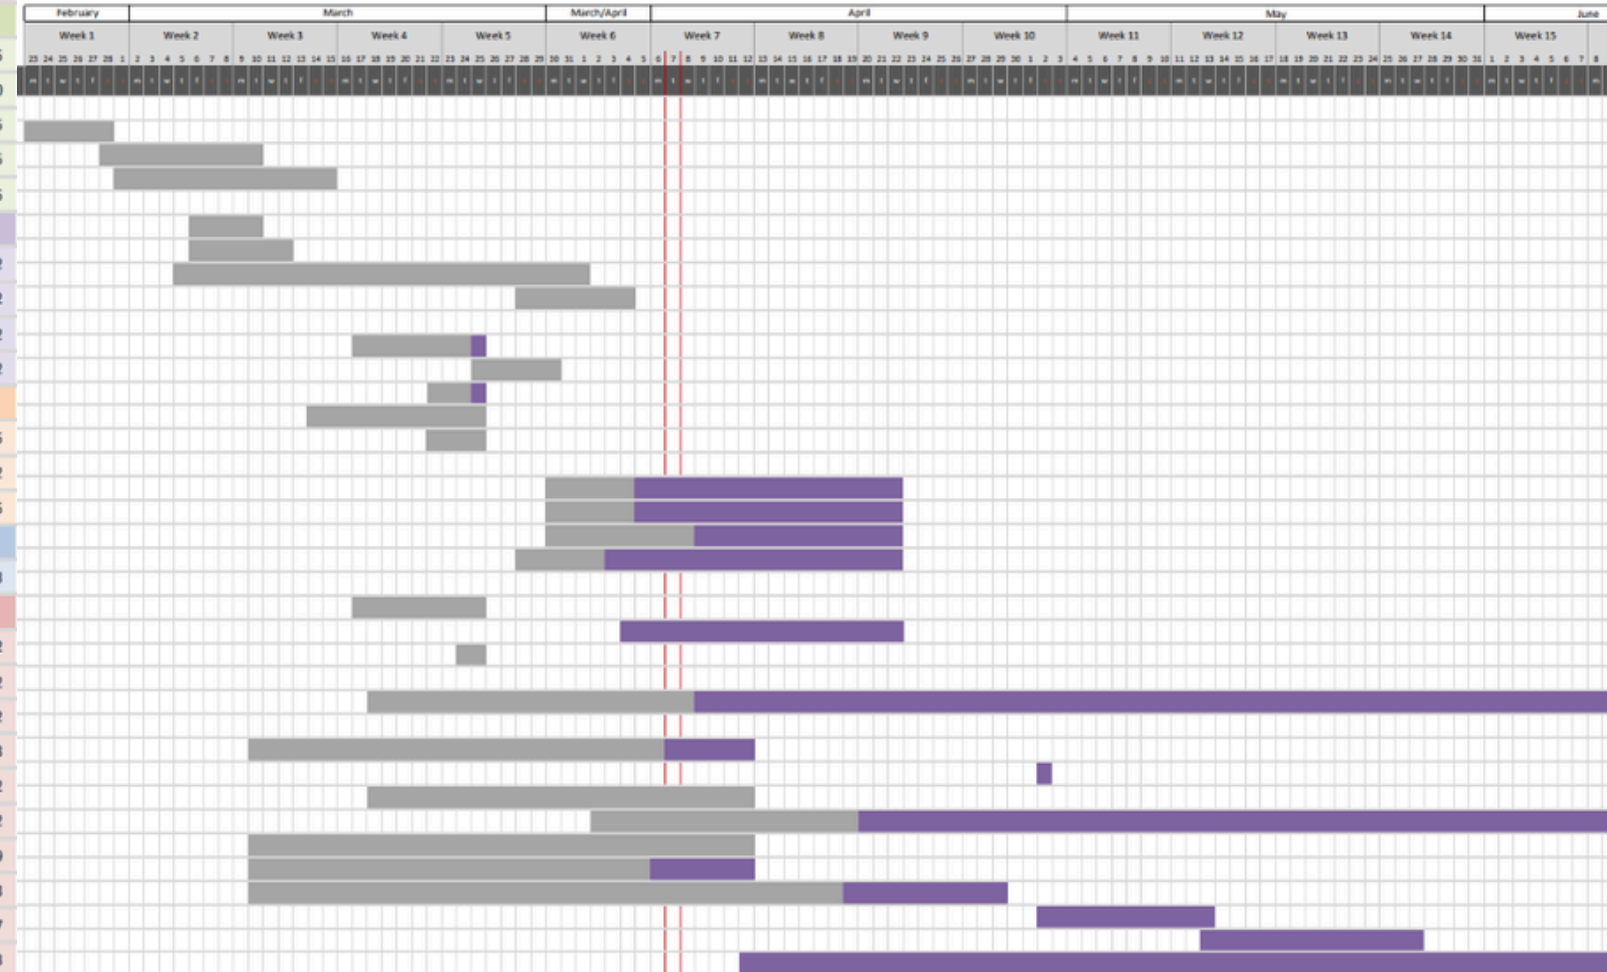 February March March/April April May June
Week 1 Week 2 Week 3 Week 4 Week 5 Week 6 Week 7 Week 8 Week 9 Week 10 Week 11 Week 12 Week 13 Week 14 Week 15
23 24 25 26 27 28 1 2 3 4 5 6 7 8 9 10 11 12 13 14 15 16 17 18 19 20 21 22 23 24 25 26 27 28 29 30 31 1 2 3 4 5 6 7 8 9 10 11 12 13 14 15 16 17 18 19 20 21 22 23 24 25 26 27 28 29 30 1 2 3 4 5 6 7 8 9 10 11 12 13 14 15 16 17 18 19 20 21 22 23 24 25 26 27 28 29 30 31 1 2 3 4 5 6 7 8
m t w t f m t w t f m t w t f m t w t f m t w t f m t w t f m t w t f m t w t f m t w t f m t w t f m t w t f m t w t f m t w t f m t w t f m t w t f m